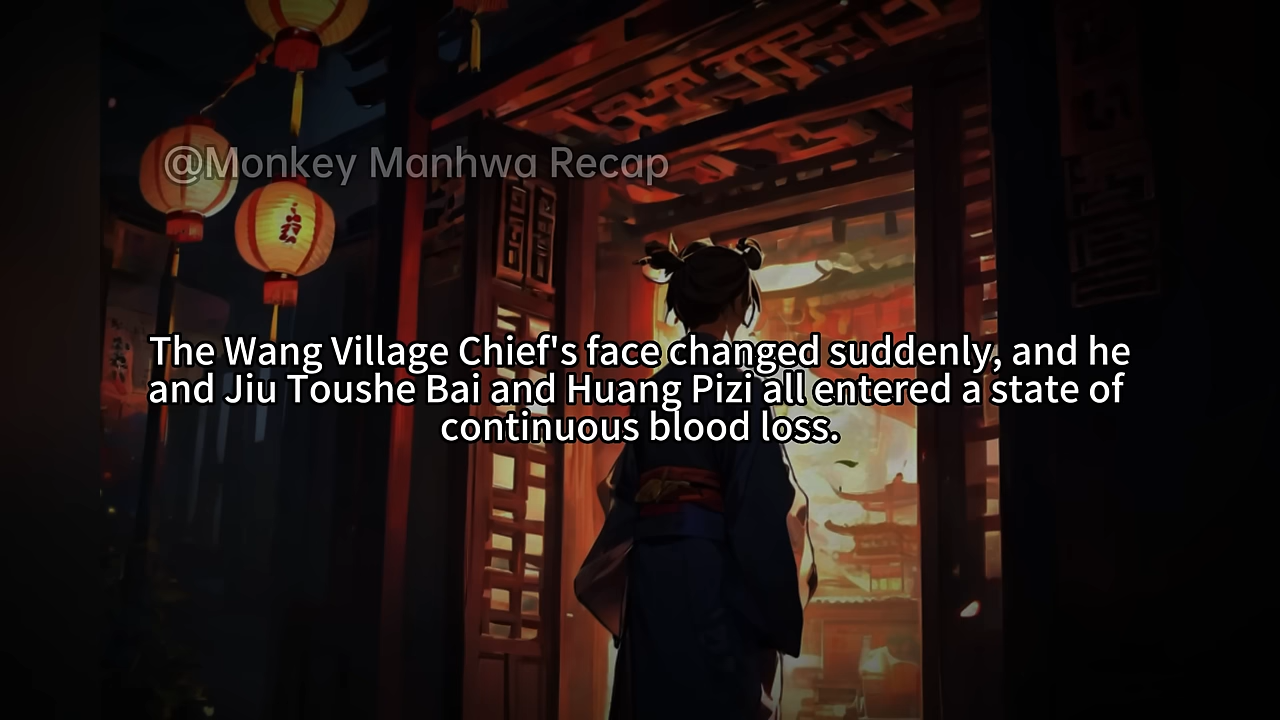 @Monkey Manhwa Recap
The Wang Village Chief's face changed suddenly, and he
and Jiu Toushe Bai and Huang Pizi all entered a state of
continuous blood loss.